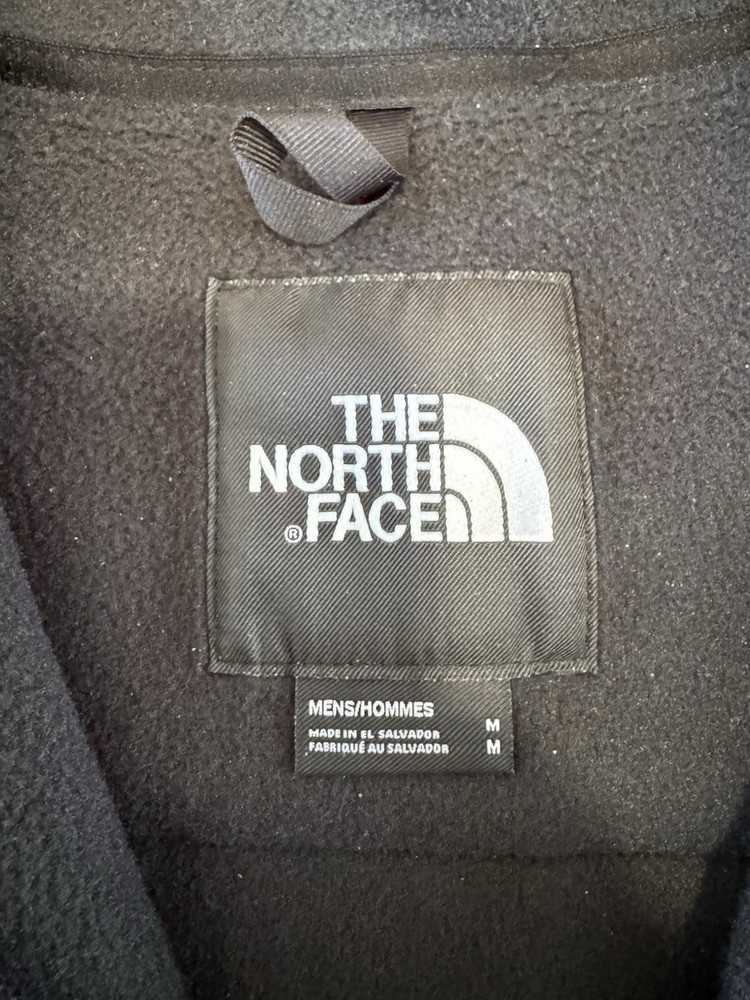 THE
NORTH
®FACE
MENS/HOMMES
MADE IN EL SALVADOR M
FABRIQUÉ AU SALVADOR M